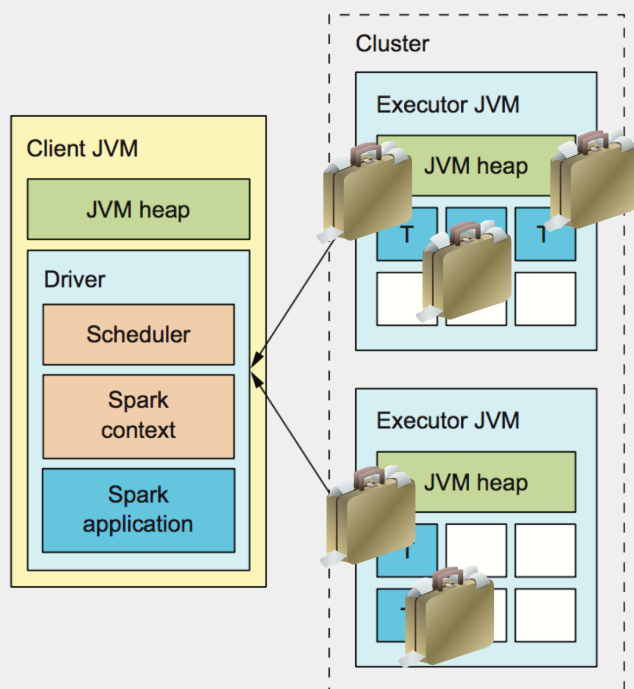 Cluster
Executor JVM
JVM heap
T
T
Client JVM
JVM heap
Driver
Scheduler
Spark
context
Spark
application
Executor JVM
JVM heap
T